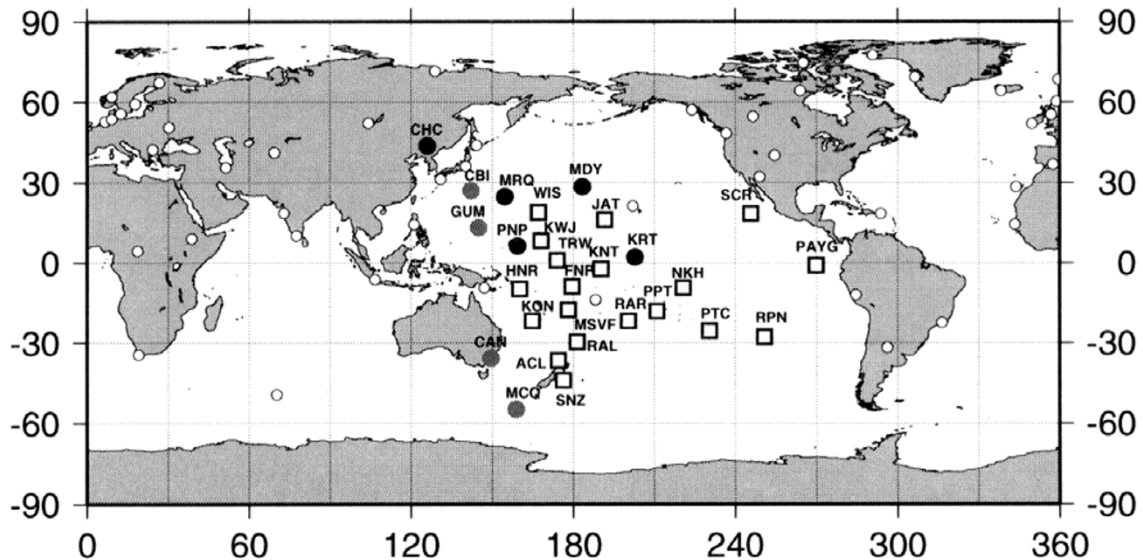 90 90
60 60
CHC
30 CBI MRQ MDY 30
WIS JAT SCR
GUM KWJ
PNP TRW KRT PAYG
0 KNT 0
HNR FNF NKH
PPT
KON RAR PTC RPN
MSVF
-30 CAN RAL -30
ACL
MCQ SNZ
-60 -60
-90 -90
0 60 120 180 240 300 360